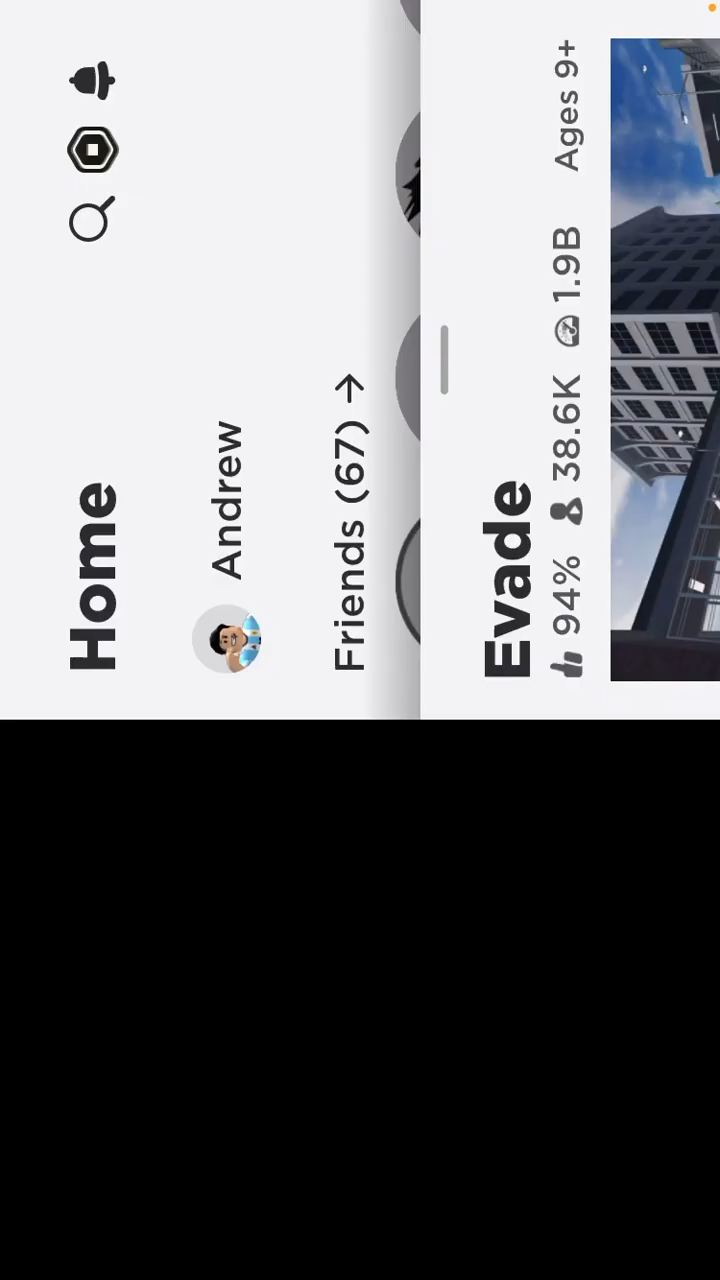 Home
Andrew
Friends (67) →
Evade
94% 38.6K 1.9B Ages 9+